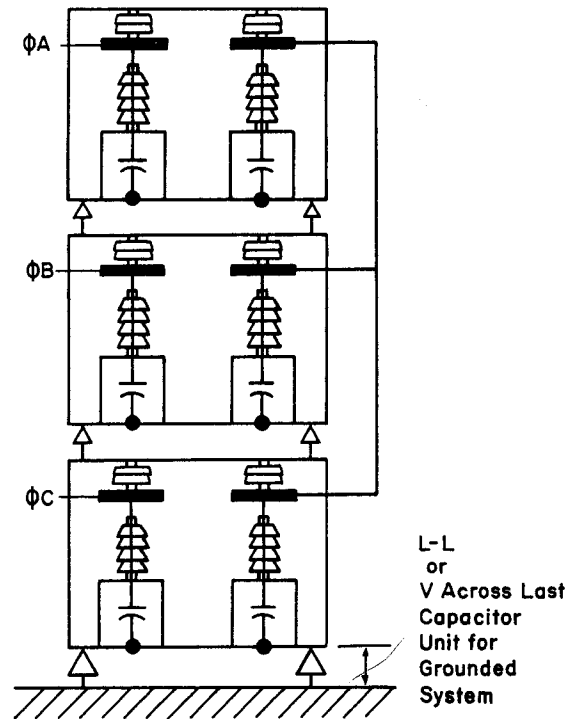 ΦA
ΦB
ΦC
L-L
or
V Across Last
Capacitor
Unit for
Grounded
System